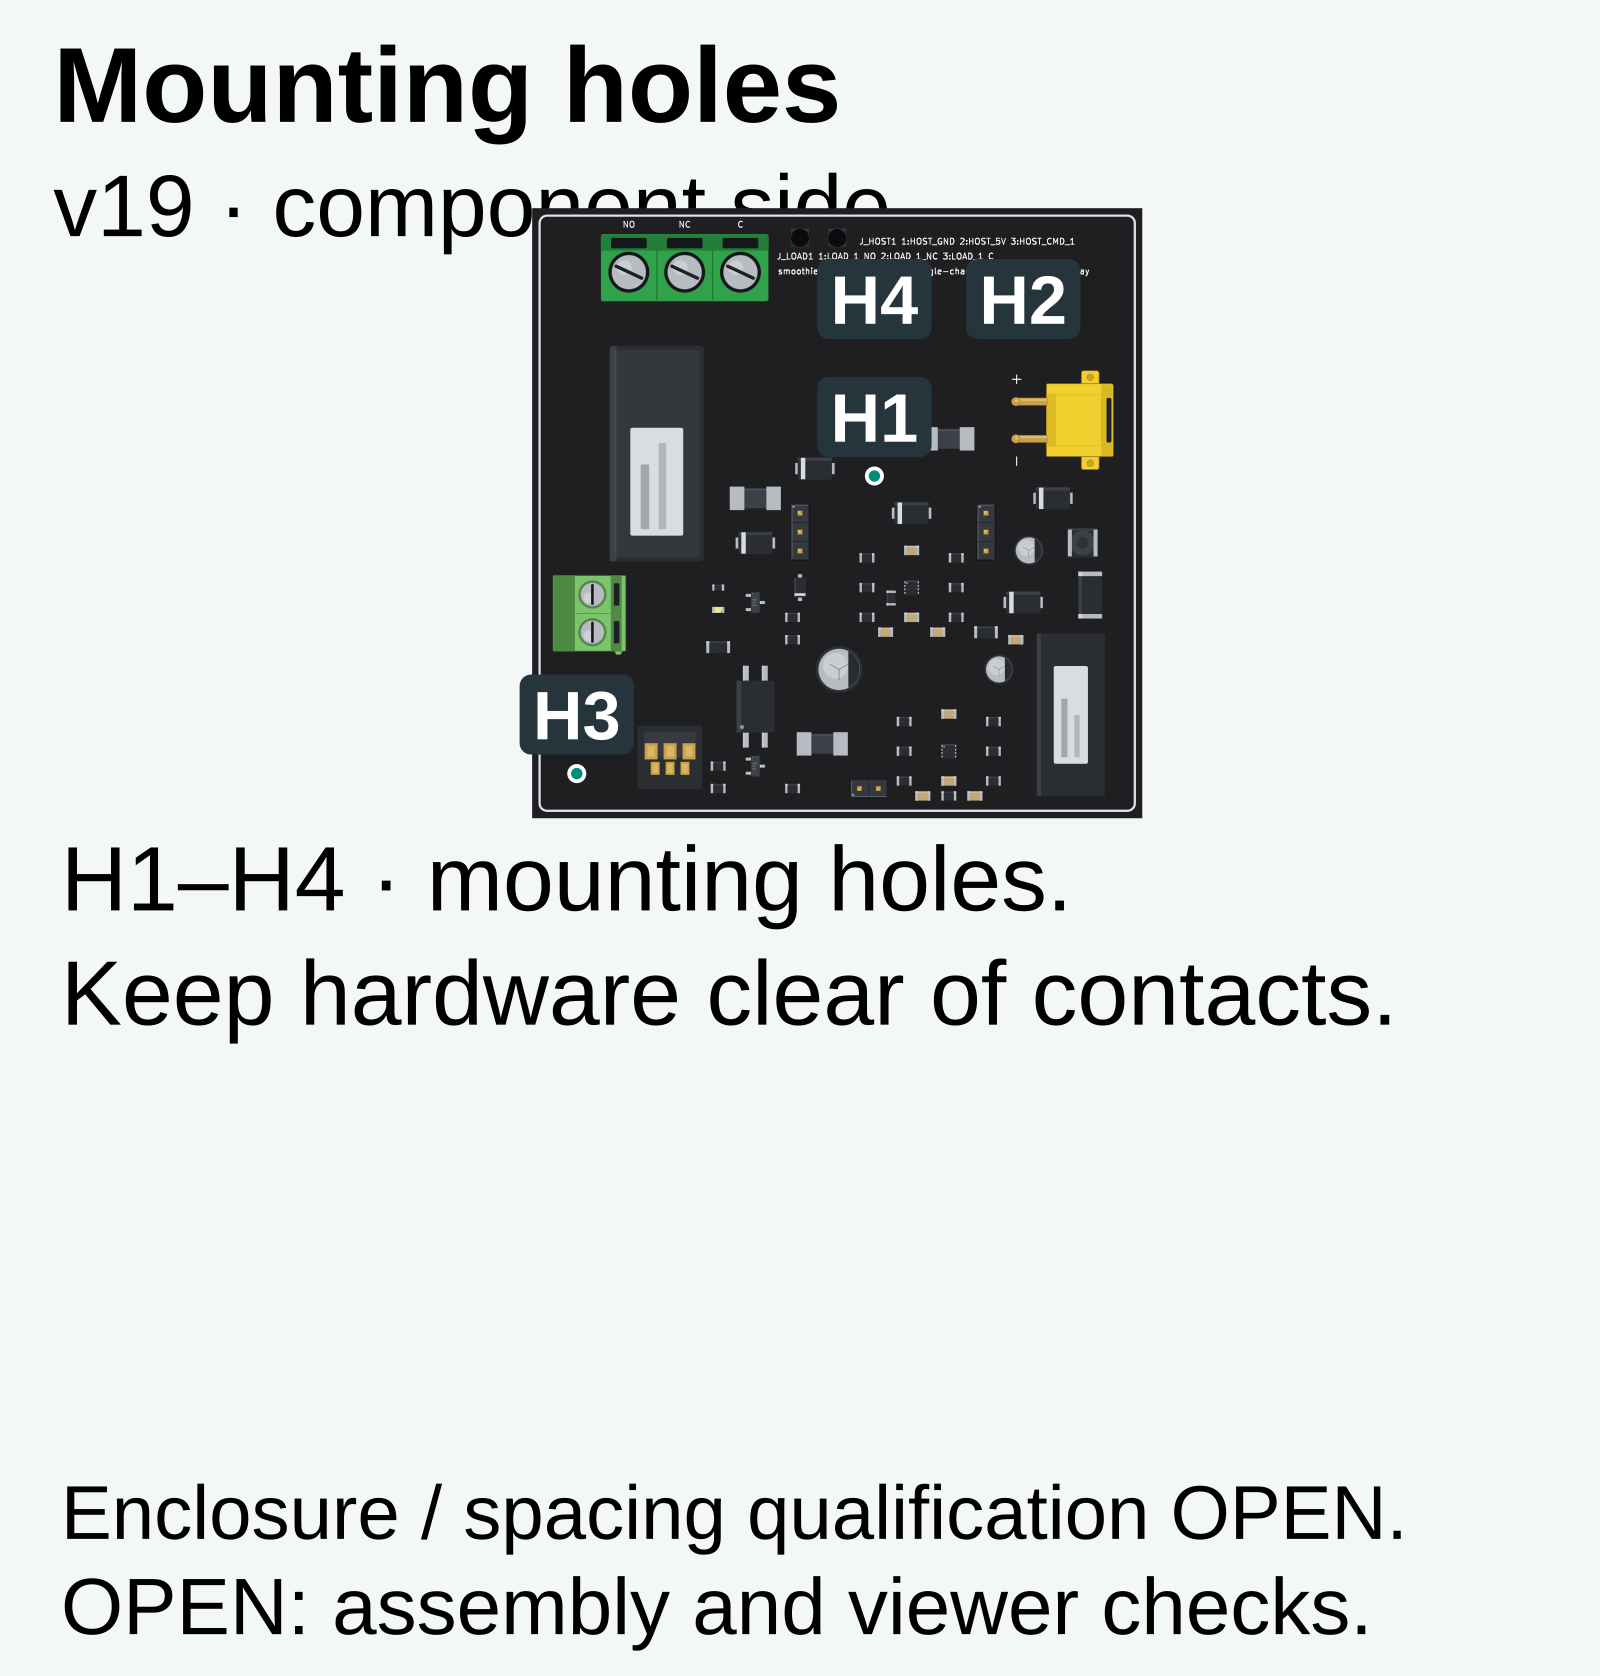 Mounting holes
v19 · component side
NO NC C
J_HOST1 1:HOST_GND 2:HOST_5V 3:HOST_CMD_1
J_LOAD1 1:LOAD_1_NO 2:LOAD_1_NC 3:LOAD_1_C
smoothie
H4 H2
H1
+
-
H3
H1–H4 · mounting holes.
Keep hardware clear of contacts.
Enclosure / spacing qualification OPEN.
OPEN: assembly and viewer checks.